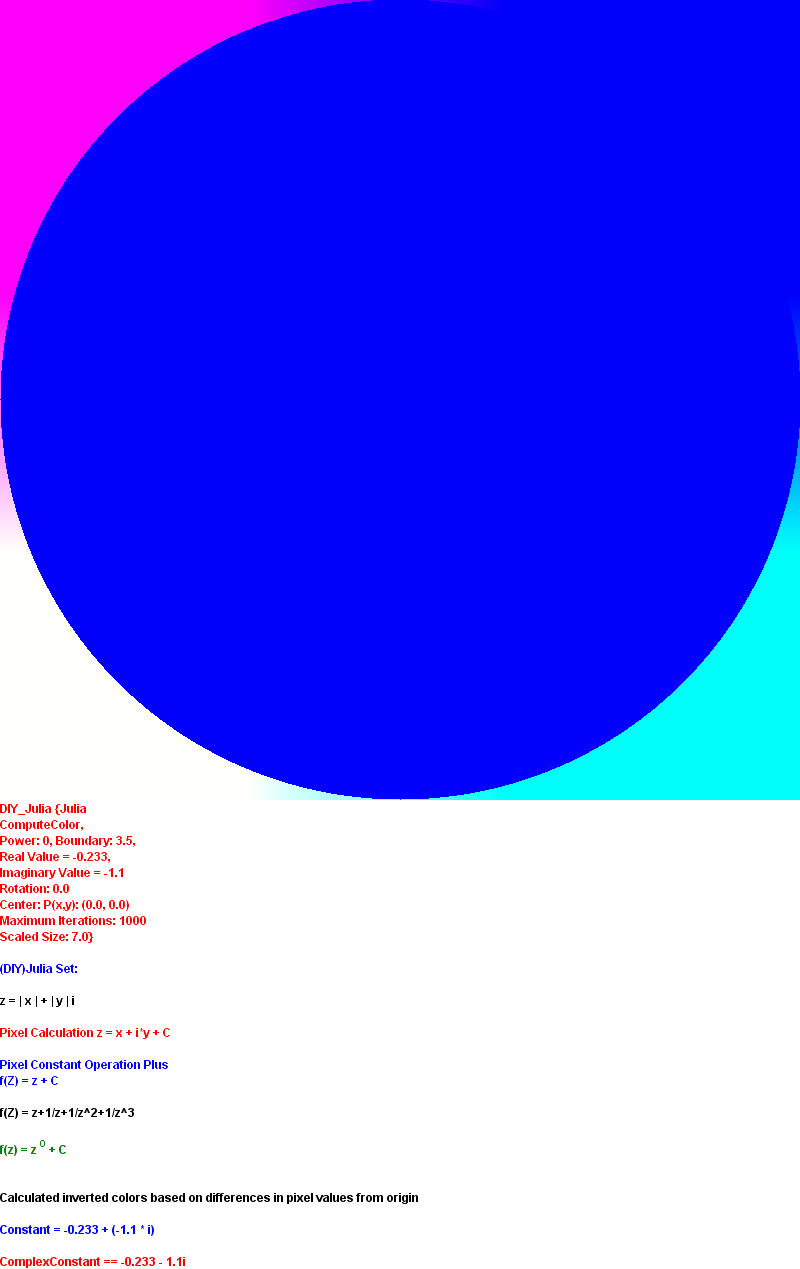 DIY_Julia {Julia
ComputeColor,
Power: 0, Boundary: 3.5,
Real Value = -0.233,
Imaginary Value = -1.1
Rotation: 0.0
Center: P(x,y): (0.0, 0.0)
Maximum Iterations: 1000
Scaled Size: 7.0}
(DIY)Julia Set:
z = | x | + | y | i
Pixel Calculation z = x + i*y + C
Pixel Constant Operation Plus
f(Z) = z + C
f(Z) = z+1/z+1/z^2+1/z^3
f(z) = z ⁰ + C
Calculated inverted colors based on differences in pixel values from origin
Constant = -0.233 + (-1.1 * i)
ComplexConstant == -0.233 - 1.1i